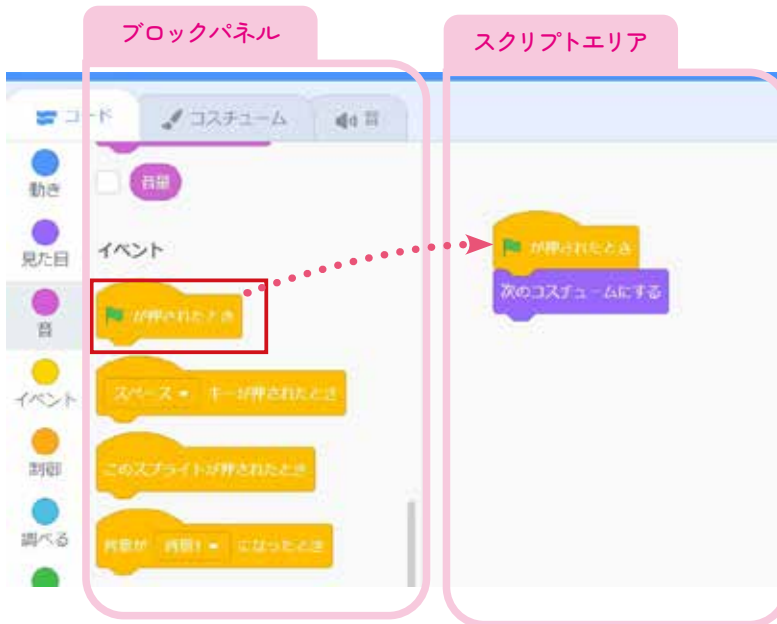 ブロックパネル
スクリプトエリア
コード
コスチューム
音
動き
見た目
音
イベント
制御
調べる
音量
イベント
が押されたとき
スペース キーが押されたとき
このスプライトが押されたとき
背景が 背景1 になったとき
が押されたとき
次のコスチュームにする